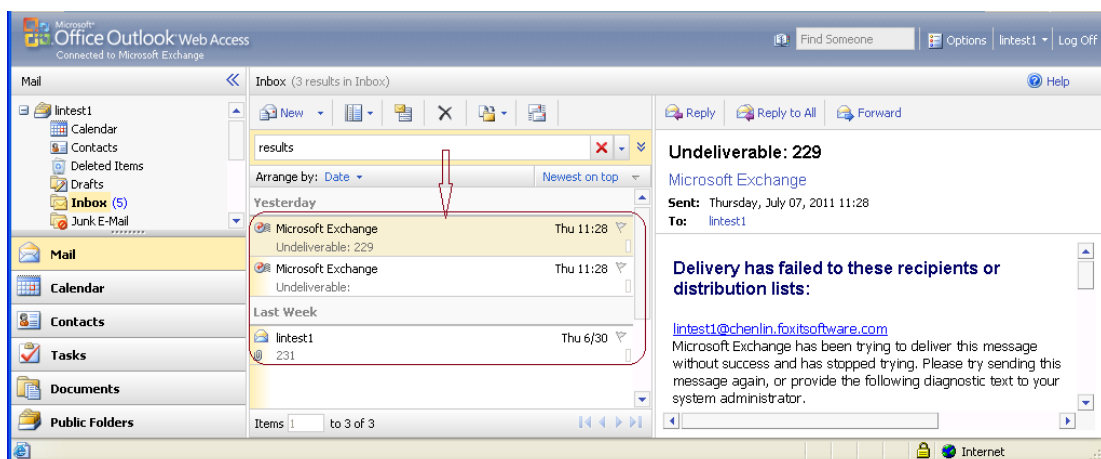 Microsoft®
Office Outlook Web Access
Connected to Microsoft Exchange
Find Someone
Options
lintest1
Log Off
Mail
Inbox (3 results in Inbox)
Help
lintest1
Calendar
Contacts
Deleted Items
Drafts
Inbox (5)
Junk E-Mail
Mail
Calendar
Contacts
Tasks
Documents
Public Folders
New
results
Arrange by: Date
Newest on top
Yesterday
Microsoft Exchange Thu 11:28
Undeliverable: 229
Microsoft Exchange Thu 11:28
Undeliverable:
Last Week
lintest1 Thu 6/30
231
Items 1 to 3 of 3
Reply
Reply to All
Forward
Undeliverable: 229
Microsoft Exchange
Sent: Thursday, July 07, 2011 11:28
To: lintest1
Delivery has failed to these recipients or
distribution lists:
lintest1@chenlin.foxitsoftware.com
Microsoft Exchange has been trying to deliver this message
without success and has stopped trying. Please try sending this
message again, or provide the following diagnostic text to your
system administrator.
Internet